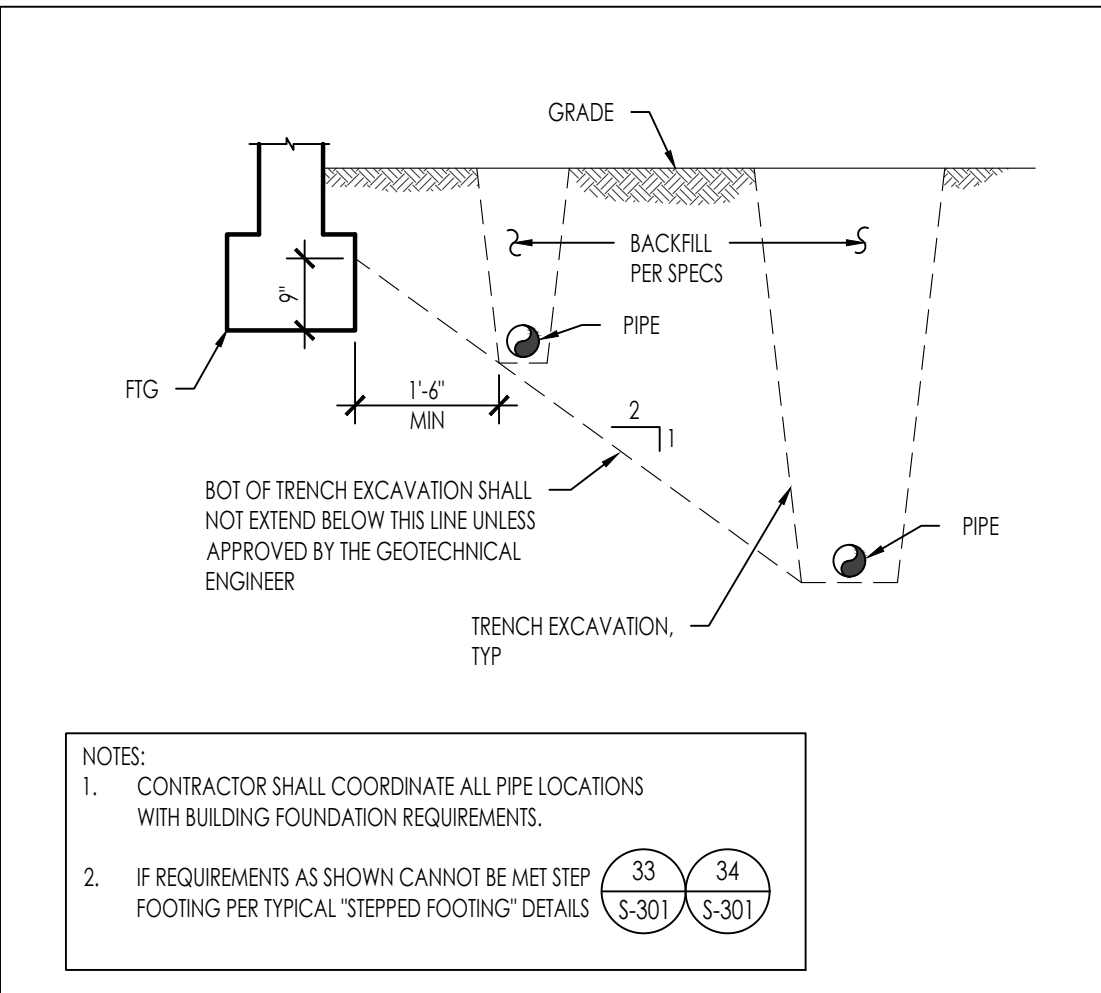 GRADE
BACKFILL
PER SPECS
9"
PIPE
FTG
1'-6"
MIN
2
1
BOT OF TRENCH EXCAVATION SHALL
NOT EXTEND BELOW THIS LINE UNLESS
APPROVED BY THE GEOTECHNICAL
ENGINEER
PIPE
TRENCH EXCAVATION,
TYP
NOTES:
1. CONTRACTOR SHALL COORDINATE ALL PIPE LOCATIONS
WITH BUILDING FOUNDATION REQUIREMENTS.
2. IF REQUIREMENTS AS SHOWN CANNOT BE MET STEP
FOOTING PER TYPICAL "STEPPED FOOTING" DETAILS
33
S-301
34
S-301